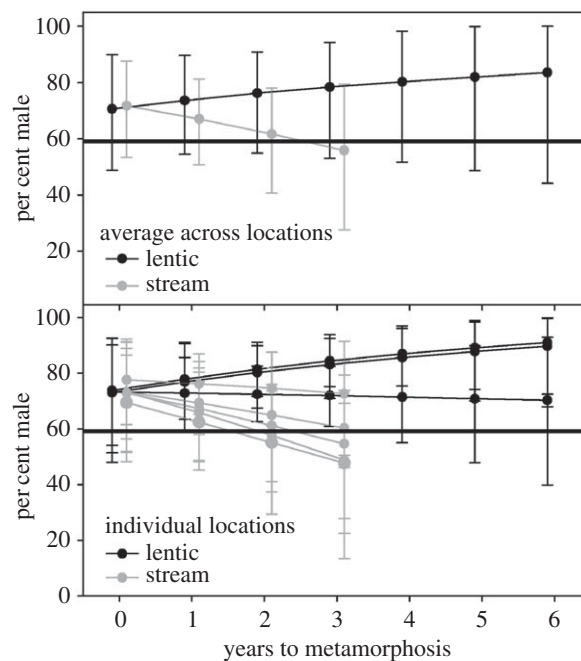 100
80
60
40
20
per cent male
average across locations
lentic
stream
100
80
60
40
20
0
per cent male
individual locations
lentic
stream
0 1 2 3 4 5 6
years to metamorphosis